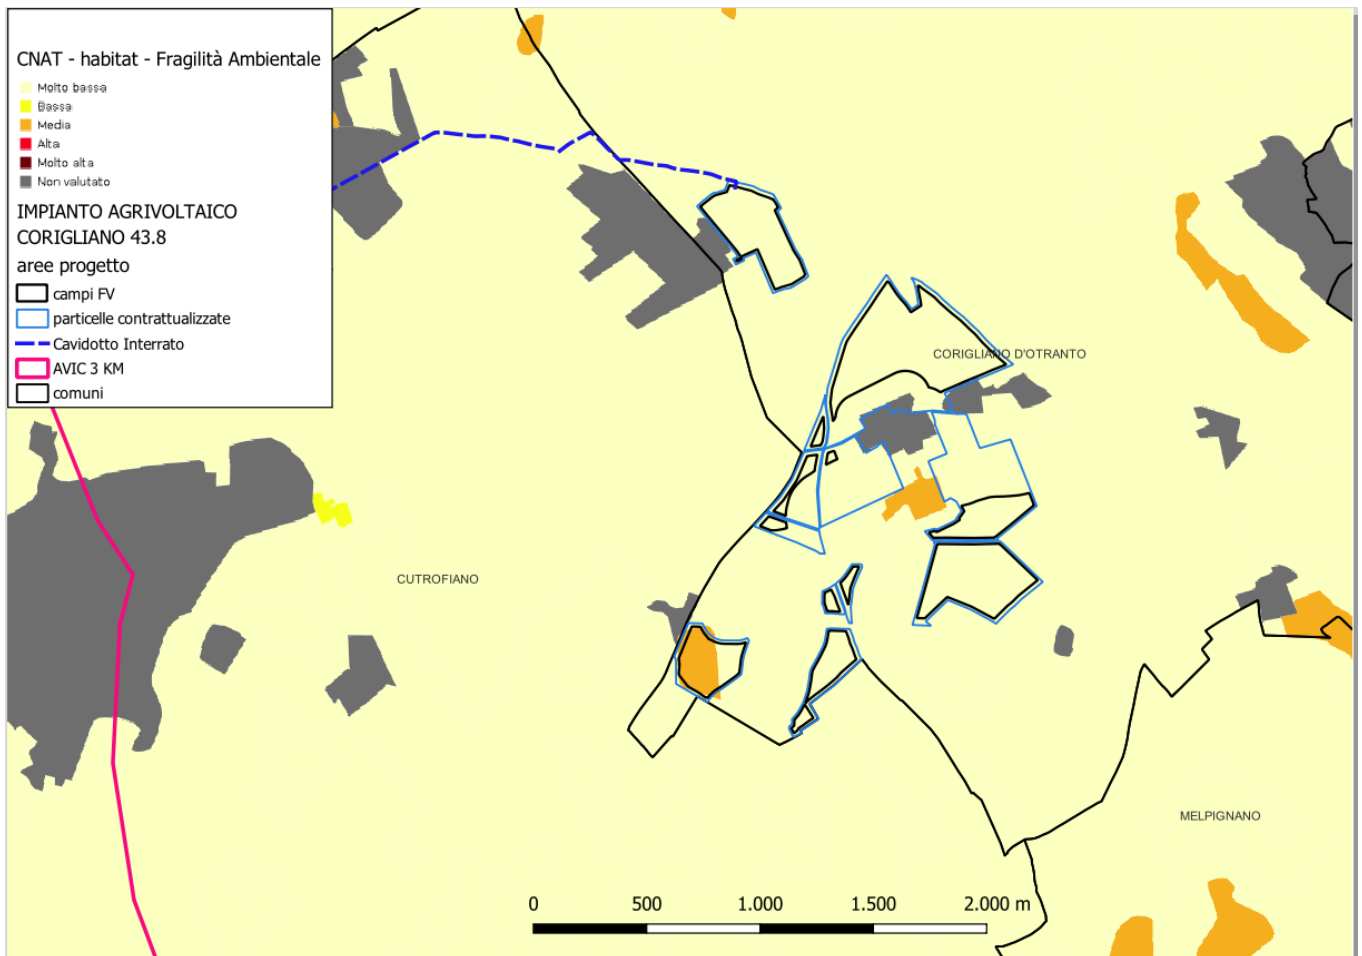 CNAT - habitat - Fragilità Ambientale
Molto bassa
Bassa
Media
Alta
Molto alta
Non valutato
IMPIANTO AGRIVOLTAICO
CORIGLIANO 43.8
aree progetto
campi FV
particelle contrattualizzate
Cavidotto Interrato
AVIC 3 KM
comuni
CORIGLIANO D'OTRANTO
CUTROFIANO
MELPIGNANO
0 500 1.000 1.500 2.000 m